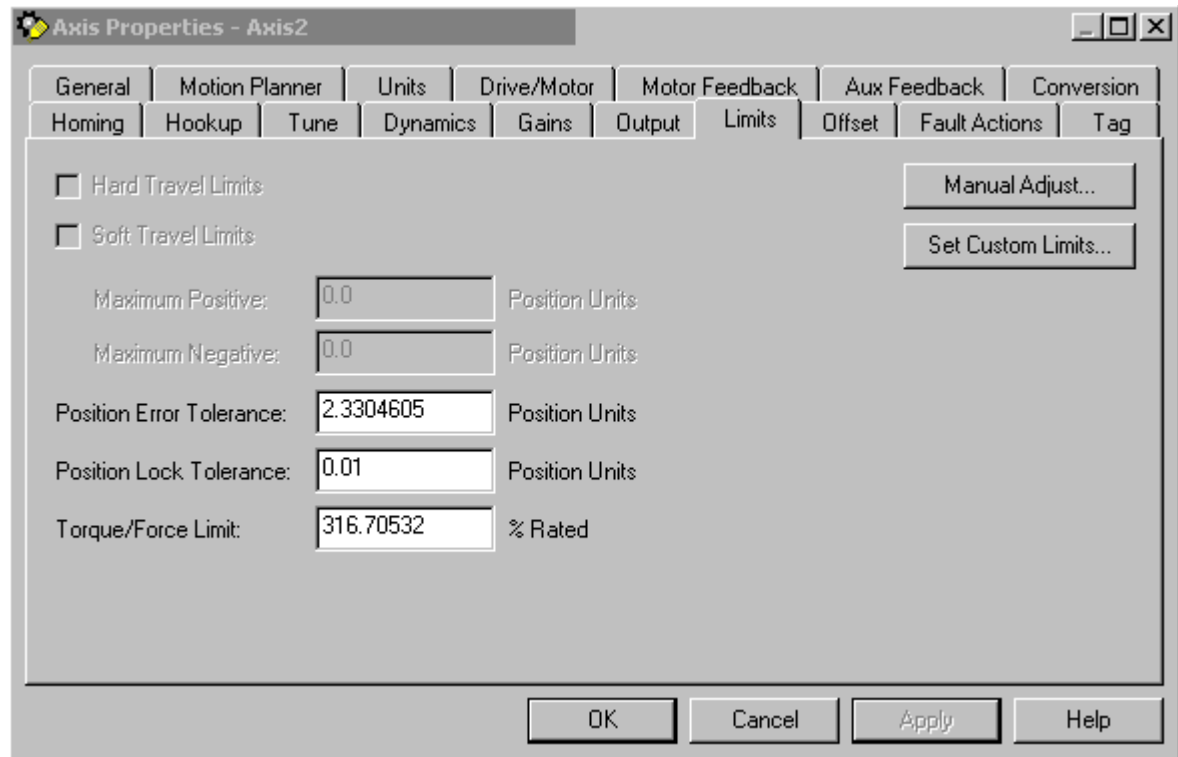 Axis Properties - Axis2
General Motion Planner Units Drive/Motor Motor Feedback Aux Feedback Conversion
Homing Hookup Tune Dynamics Gains Output Limits Offset Fault Actions Tag
Hard Travel Limits
Manual Adjust...
Soft Travel Limits
Set Custom Limits...
Maximum Positive: 0.0 Position Units
Maximum Negative: 0.0 Position Units
Position Error Tolerance: 2.3304605 Position Units
Position Lock Tolerance: 0.01 Position Units
Torque/Force Limit: 316.70532 % Rated
OK Cancel Apply Help